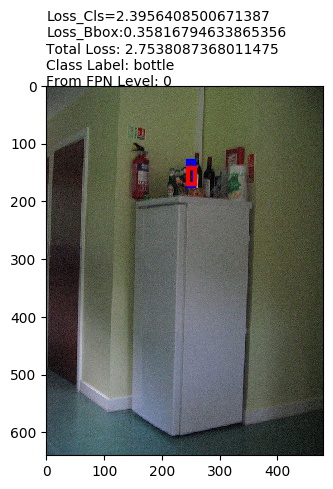 Loss_Cls=2.3956408500671387
Loss_Bbox:0.35816794633865356
Total Loss: 2.7538087368011475
Class Label: bottle
From FPN Level: 0
0
100
200
300
400
500
600
0
100
200
300
400